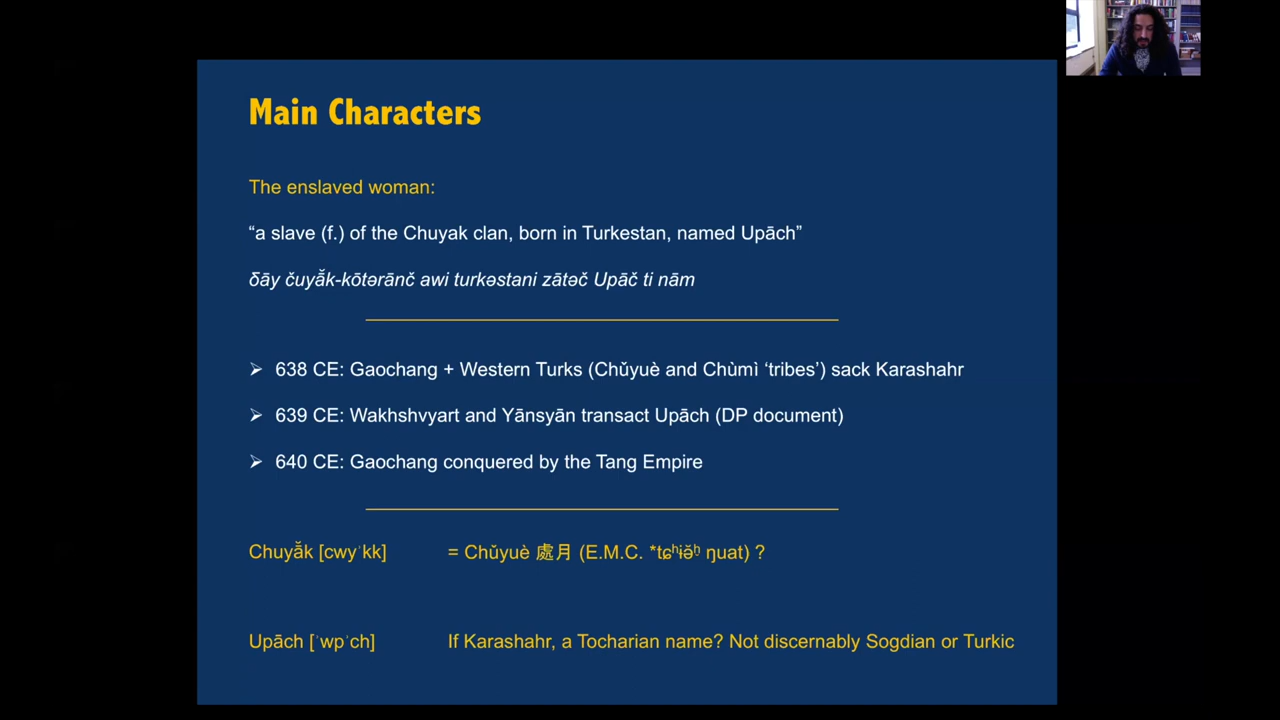 Main Characters
The enslaved woman:
“a slave (f.) of the Chuyak clan, born in Turkestan, named Upāch”
δāy čuyǎ̄k-kōtərānč awi turkəstani zātəč Upāč ti nām
➢ 638 CE: Gaochang + Western Turks (Chǔyuè and Chùmì ‘tribes’) sack Karashahr
➢ 639 CE: Wakhshvyart and Yānsyān transact Upāch (DP document)
➢ 640 CE: Gaochang conquered by the Tang Empire
Chuyā̆k [cwyʾkk] = Chǔyuè 處月 (E.M.C. *tɕʰɨə̆ʰ ŋuat) ?
Upāch [ʾwpʾch] If Karashahr, a Tocharian name? Not discernably Sogdian or Turkic